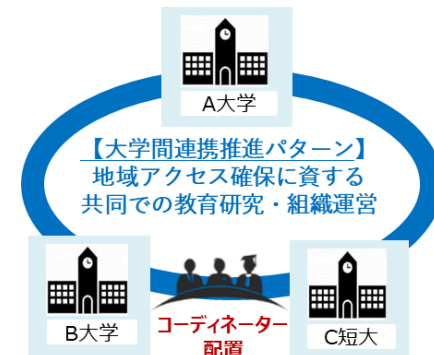 A大学
【大学間連携推進パターン】
地域アクセス確保に資する
共同での教育研究・組織運営
B大学
コーディネーター
配置
C短大